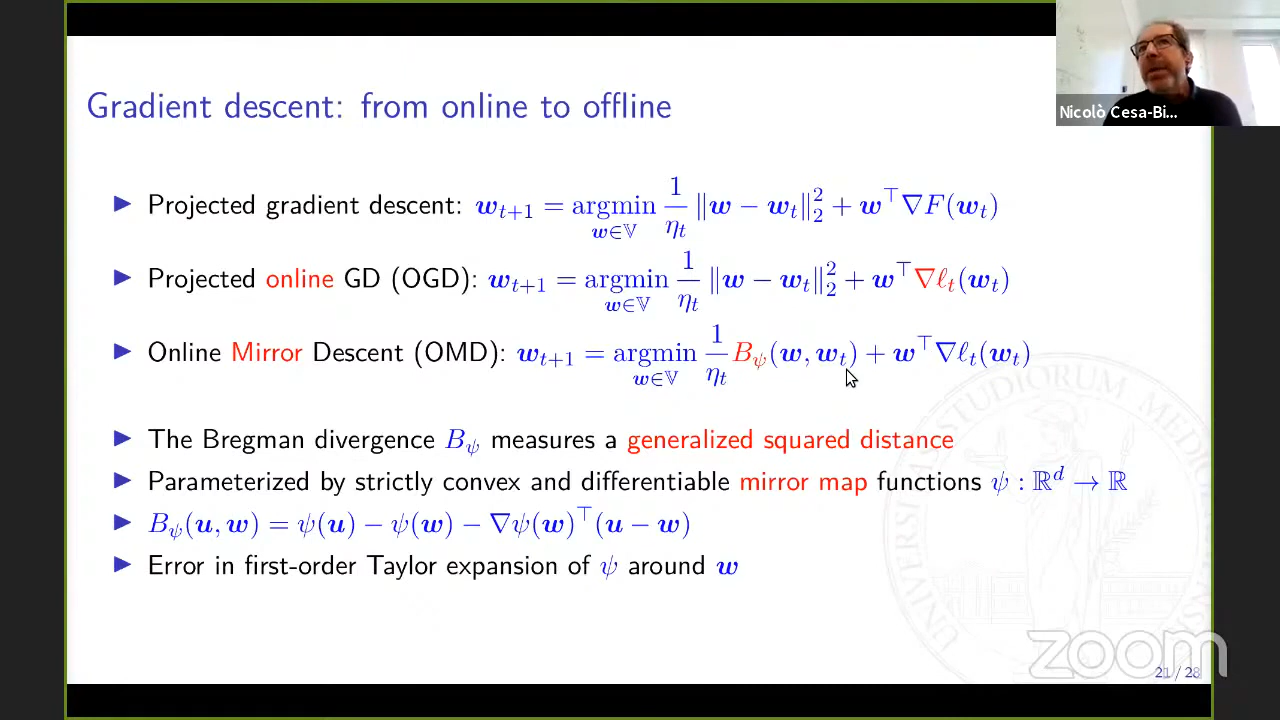 Gradient descent: from online to offline
Nicolò Cesa-Bi...
▶ Projected gradient descent: w_{t+1} = argmin_{w∈𝕍} 1/η_t ‖w − w_t‖₂² + w^⊤∇F(w_t)
▶ Projected online GD (OGD): w_{t+1} = argmin_{w∈𝕍} 1/η_t ‖w − w_t‖₂² + w^⊤∇ℓ_t(w_t)
▶ Online Mirror Descent (OMD): w_{t+1} = argmin_{w∈𝕍} 1/η_t B_ψ(w, w_t) + w^⊤∇ℓ_t(w_t)
▶ The Bregman divergence B_ψ measures a generalized squared distance
▶ Parameterized by strictly convex and differentiable mirror map functions ψ : ℝ^d → ℝ
▶ B_ψ(u, w) = ψ(u) − ψ(w) − ∇ψ(w)^⊤(u − w)
▶ Error in first-order Taylor expansion of ψ around w
zoom
21 / 28